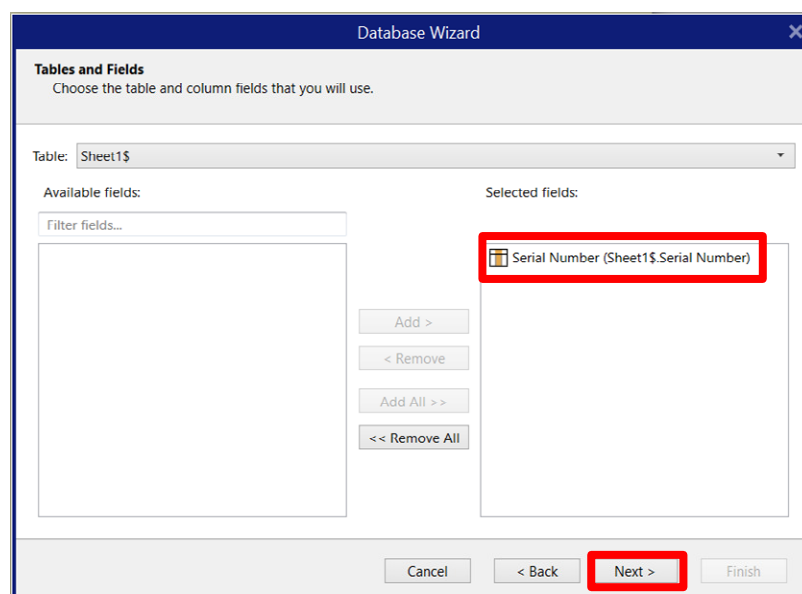 Database Wizard
Tables and Fields
Choose the table and column fields that you will use.
Table: Sheet1$
Available fields:
Selected fields:
Filter fields...
Serial Number (Sheet1$.Serial Number)
Add >
< Remove
Add All >>
<< Remove All
Cancel
< Back
Next >
Finish